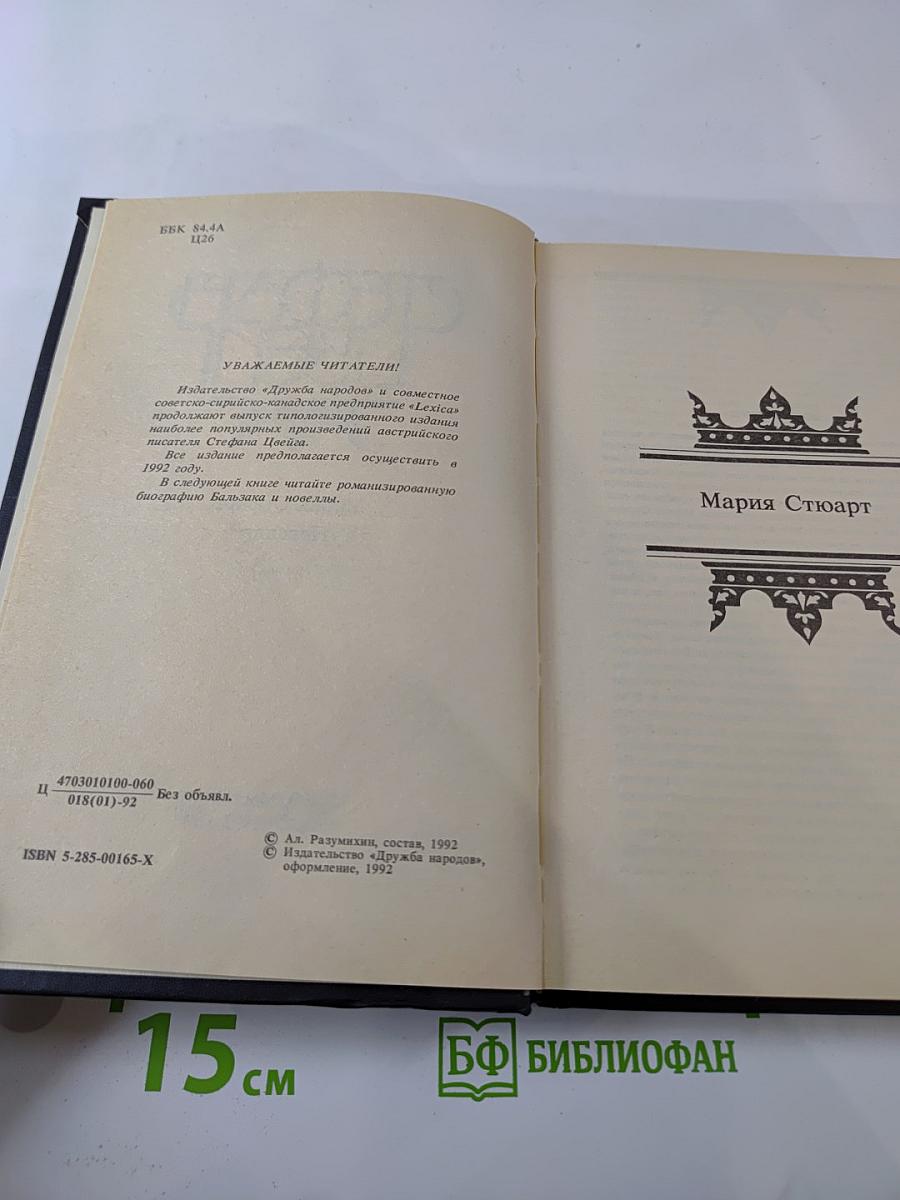 ББК 84.4А
Ц26
УВАЖАЕМЫЕ ЧИТАТЕЛИ!
Издательство «Дружба народов» и совместное
советско-сирийско-канадское предприятие «Lexica»
продолжают выпуск типологизированного издания
наиболее популярных произведений австрийского
писателя Стефана Цвейга.
Все издание предполагается осуществить в
1992 году.
В следующей книге читайте романизированную
биографию Бальзака и новеллы.
Ц 4703010100-060
018(01)-92
Без объявл.
ISBN 5-285-00165-X
© Ал. Разумихин, состав, 1992
© Издательство «Дружба народов»,
оформление, 1992
Мария Стюарт
15 см
БФ БИБЛИОФАН